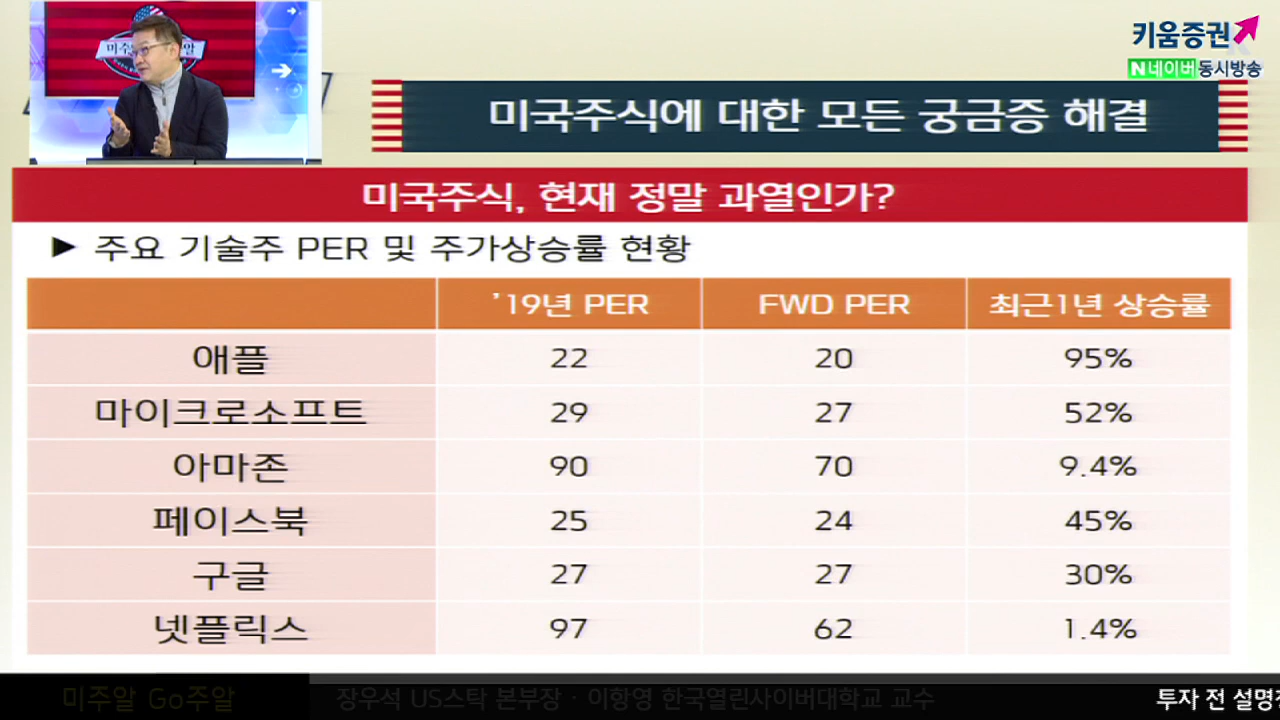 키움증권
N네이버 동시방송
미국주식에 대한 모든 궁금증 해결
미국주식, 현재 정말 과열인가?
▶ 주요 기술주 PER 및 주가상승률 현황
'19년 PER FWD PER 최근1년 상승률
애플 22 20 95%
마이크로소프트 29 27 52%
아마존 90 70 9.4%
페이스북 25 24 45%
구글 27 27 30%
넷플릭스 97 62 1.4%
미주알 Go주알 장우석 US스탁 본부장 · 이항영 한국열린사이버대학교 교수 투자 전 설명